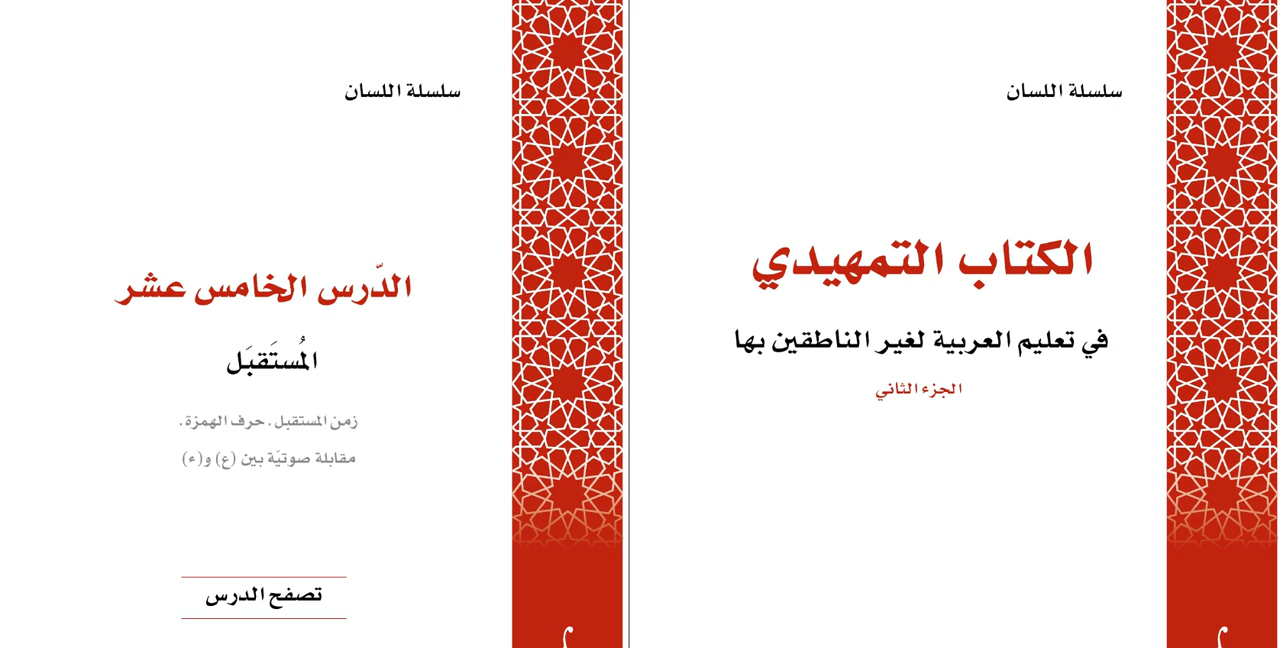 سلسلة اللسان
الكتاب التمهيدي
في تعليم العربية لغير الناطقين بها
الجزء الثاني
سلسلة اللسان
الدّرس الخامس عشر
المُستَقبَل
زمن المستقبل . حرف الهمزة .
مقابلة صوتيّة بين (ع) و(ء)
تصفح الدرس